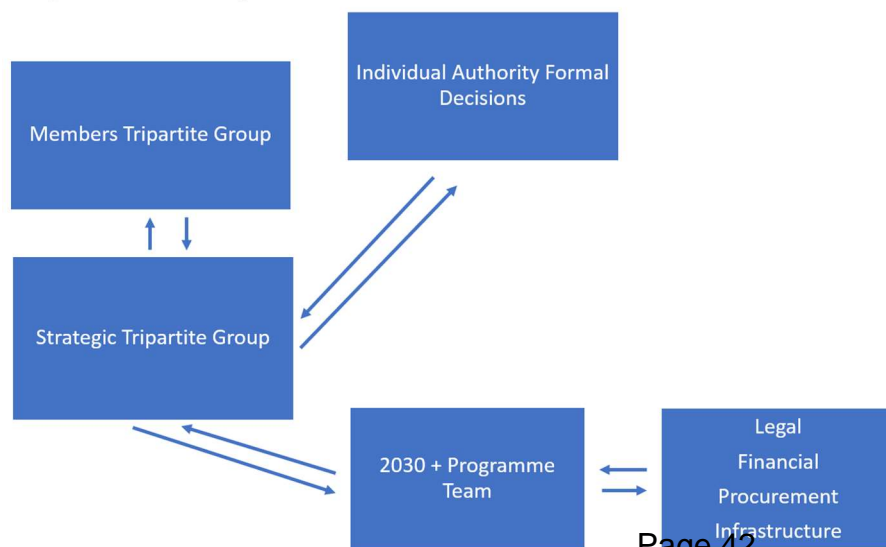 Individual Authority Formal
Decisions
Members Tripartite Group
Strategic Tripartite Group
2030 + Programme
Team
Legal
Financial
Procurement
Infrastructure
Page 42